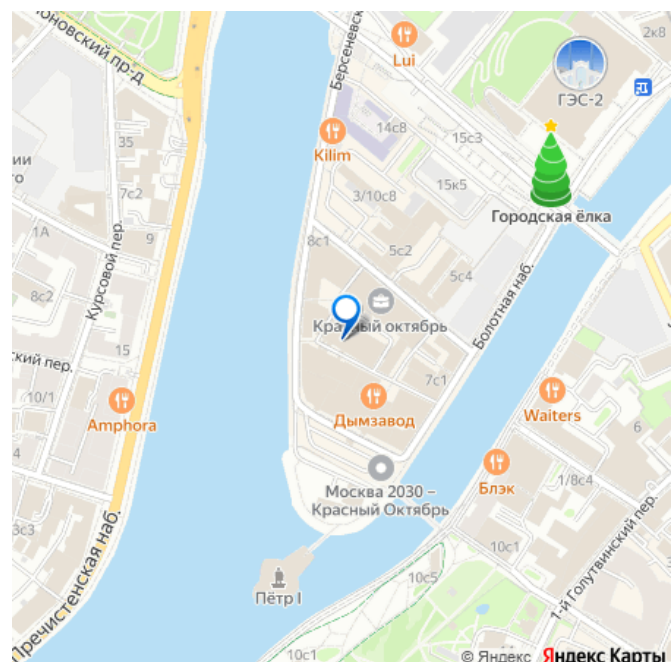 оновский пр-д
Берсеневс
2к8
Lui
ГЭС-2
14с8
15с3
35
Kilim
7с2
3/10с8
15к5
Городская ёлка
ии
го
1А
9
8с1
5с2
5с4
Курсовой пер.
8с2
Болотная наб.
Красный октябрь
ский пер.
15
7с1
10/1
Amphora
Дымзавод
Waiters
6
Блэк
1/8с4
Москва 2030 –
Красный Октябрь
3с3
Пречистенская наб.
10с1
1-й Голутвинский пер.
Пётр I
10с5
10с1
© Яндекс Яндекс Карты